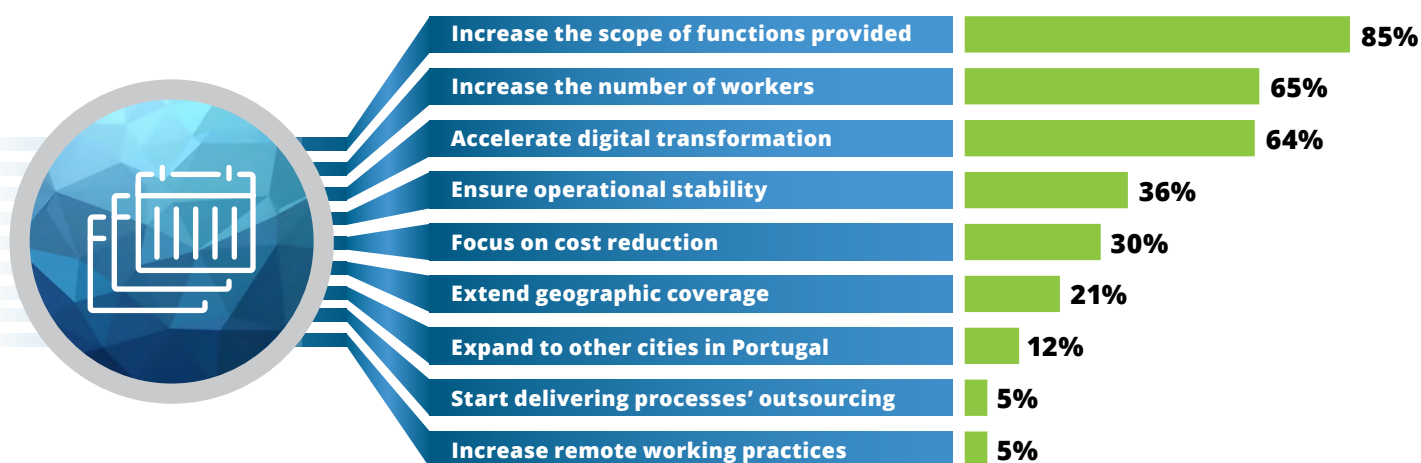 Increase the scope of functions provided 85%
Increase the number of workers 65%
Accelerate digital transformation 64%
Ensure operational stability 36%
Focus on cost reduction 30%
Extend geographic coverage 21%
Expand to other cities in Portugal 12%
Start delivering processes’ outsourcing 5%
Increase remote working practices 5%